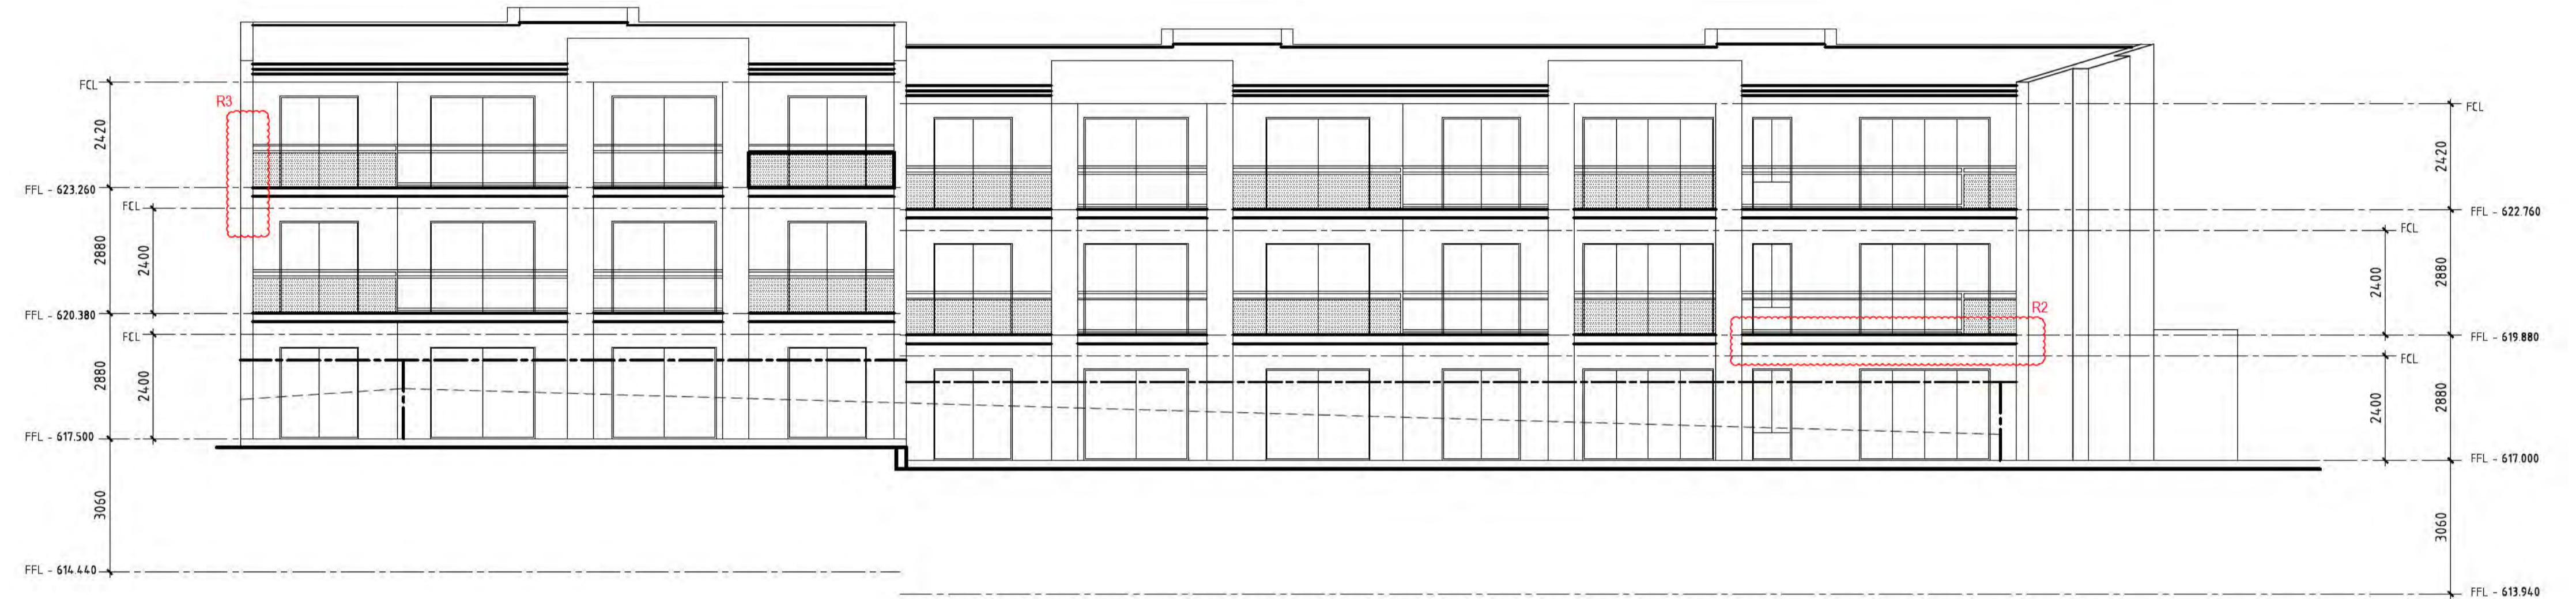 FCL
R3
2420
FFL - 623.260
FCL
2880
2400
FFL - 620.380
FCL
2880
2400
FFL - 617.500
3060
FFL - 614.440
FCL
2420
FFL - 622.760
FCL
2400
2880
R2
FFL - 619.880
FCL
2400
2880
FFL - 617.000
3060
FFL - 613.940